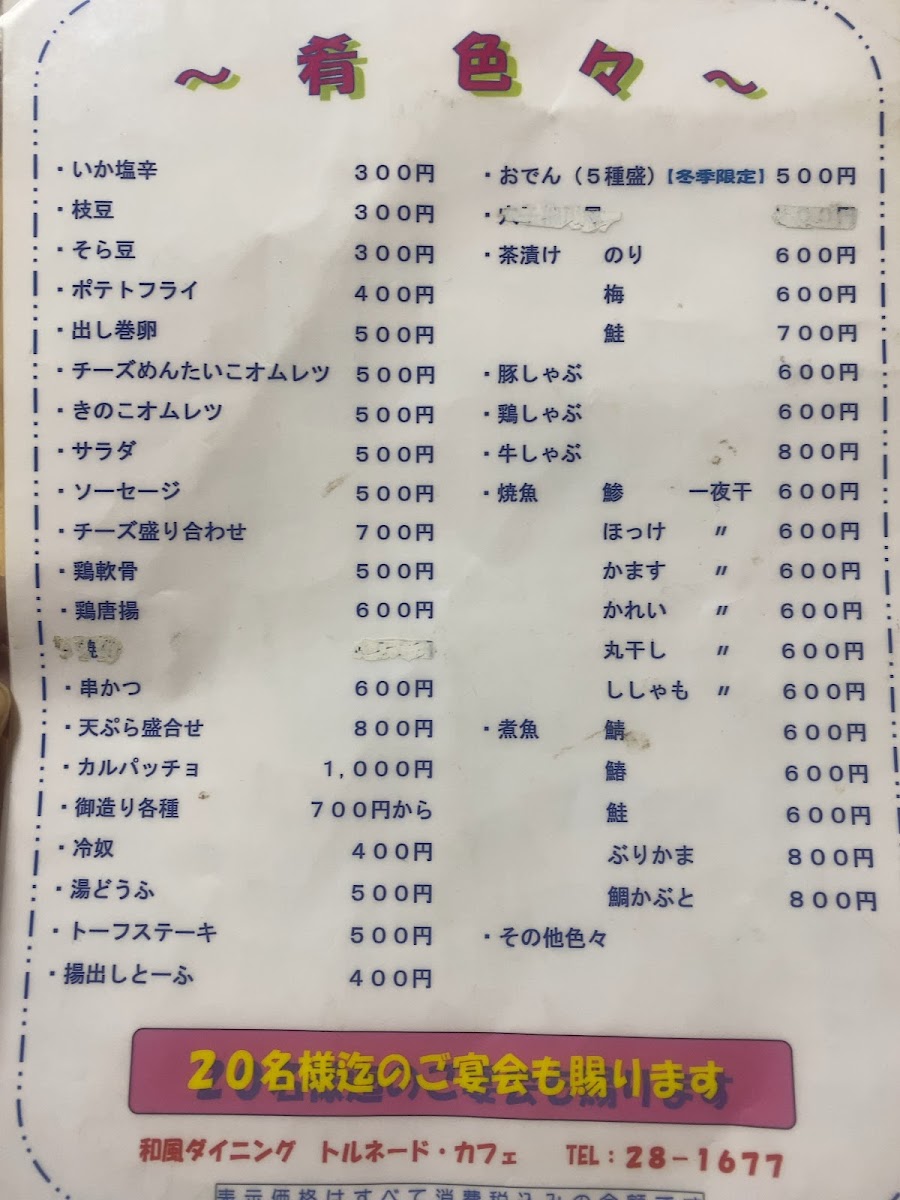 ～ 肴 色 々 ～
・いか塩辛 300円
・枝豆 300円
・そら豆 300円
・ポテトフライ 400円
・出し巻卵 500円
・チーズめんたいこオムレツ 500円
・きのこオムレツ 500円
・サラダ 500円
・ソーセージ 500円
・チーズ盛り合わせ 700円
・鶏軟骨 500円
・鶏唐揚 600円
・串かつ 600円
・天ぷら盛合せ 800円
・カルパッチョ 1,000円
・御造り各種 700円から
・冷奴 400円
・湯どうふ 500円
・トーフステーキ 500円
・揚出しとーふ 400円
・おでん（5種盛）【冬季限定】500円
・茶漬け のり 600円
梅 600円
鮭 700円
・豚しゃぶ 600円
・鶏しゃぶ 600円
・牛しゃぶ 800円
・焼魚 鯵 一夜干 600円
ほっけ 〃 600円
かます 〃 600円
かれい 〃 600円
丸干し 〃 600円
ししゃも 〃 600円
・煮魚 鯖 600円
鰆 600円
鮭 600円
ぶりかま 800円
鯛かぶと 800円
・その他色々
20名様迄のご宴会も賜ります
和風ダイニング トルネード・カフェ TEL：28－1677
表示価格はすべて消費税込みの金額です